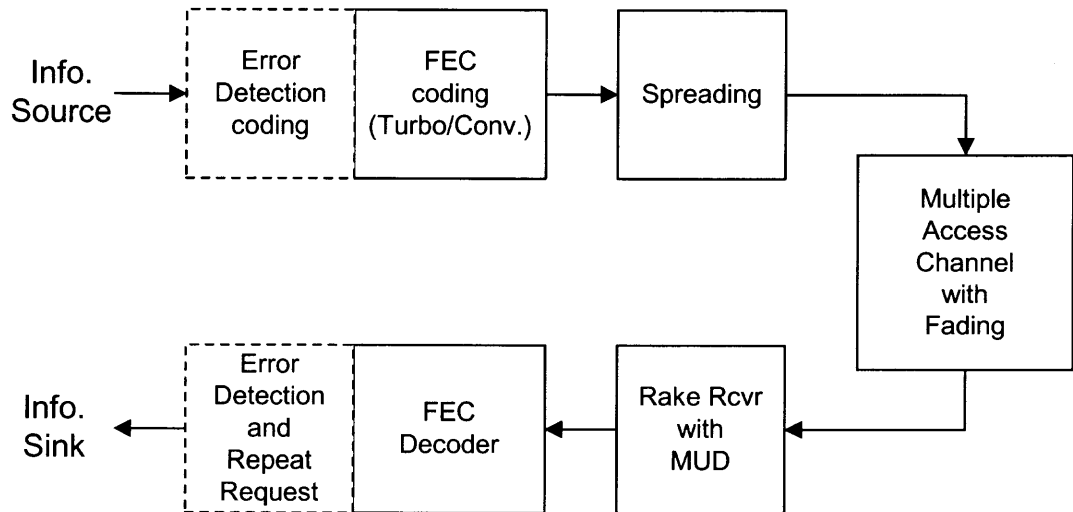 Info.
Source
Error
Detection
coding
FEC
coding
(Turbo/Conv.)
Spreading
Multiple
Access
Channel
with
Fading
Info.
Sink
Error
Detection
and
Repeat
Request
FEC
Decoder
Rake Rcvr
with
MUD